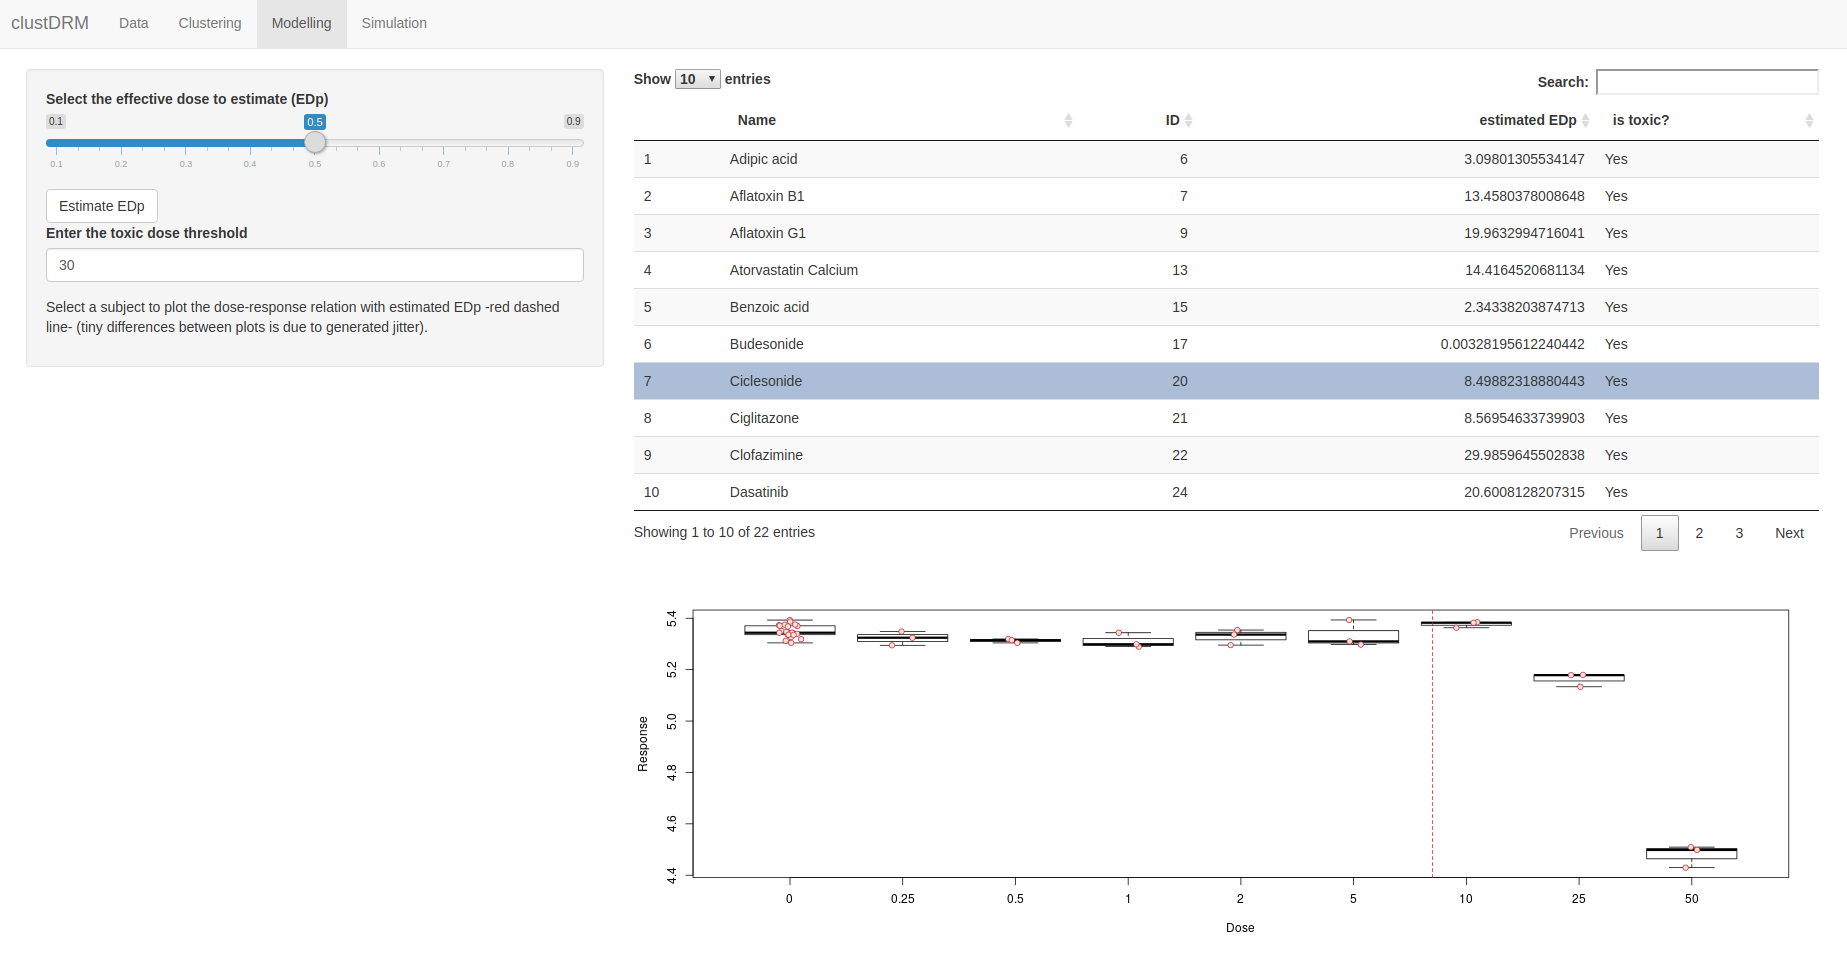 clustDRM Data Clustering Modelling Simulation
Select the effective dose to estimate (EDp)
0.1 0.5 0.9
0.1 0.2 0.3 0.4 0.5 0.6 0.7 0.8 0.9
Estimate EDp
Enter the toxic dose threshold
30
Select a subject to plot the dose-response relation with estimated EDp -red dashed
line- (tiny differences between plots is due to generated jitter).
Show 10 entries Search:
Name ID estimated EDp is toxic?
1 Adipic acid 6 3.09801305534147 Yes
2 Aflatoxin B1 7 13.4580378008648 Yes
3 Aflatoxin G1 9 19.9632994716041 Yes
4 Atorvastatin Calcium 13 14.4164520681134 Yes
5 Benzoic acid 15 2.34338203874713 Yes
6 Budesonide 17 0.00328195612240442 Yes
7 Ciclesonide 20 8.49882318880443 Yes
8 Ciglitazone 21 8.56954633739903 Yes
9 Clofazimine 22 29.9859645502838 Yes
10 Dasatinib 24 20.6008128207315 Yes
Showing 1 to 10 of 22 entries Previous 1 2 3 Next
5.4
5.2
5.0
4.8
4.6
4.4
Response
0 0.25 0.5 1 2 5 10 25 50
Dose